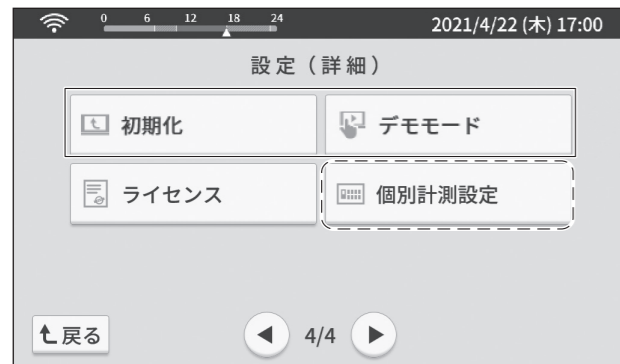 0 6 12 18 24 2021/4/22 (木) 17:00
設定（詳細）
初期化 デモモード
ライセンス 個別計測設定
戻る 4/4